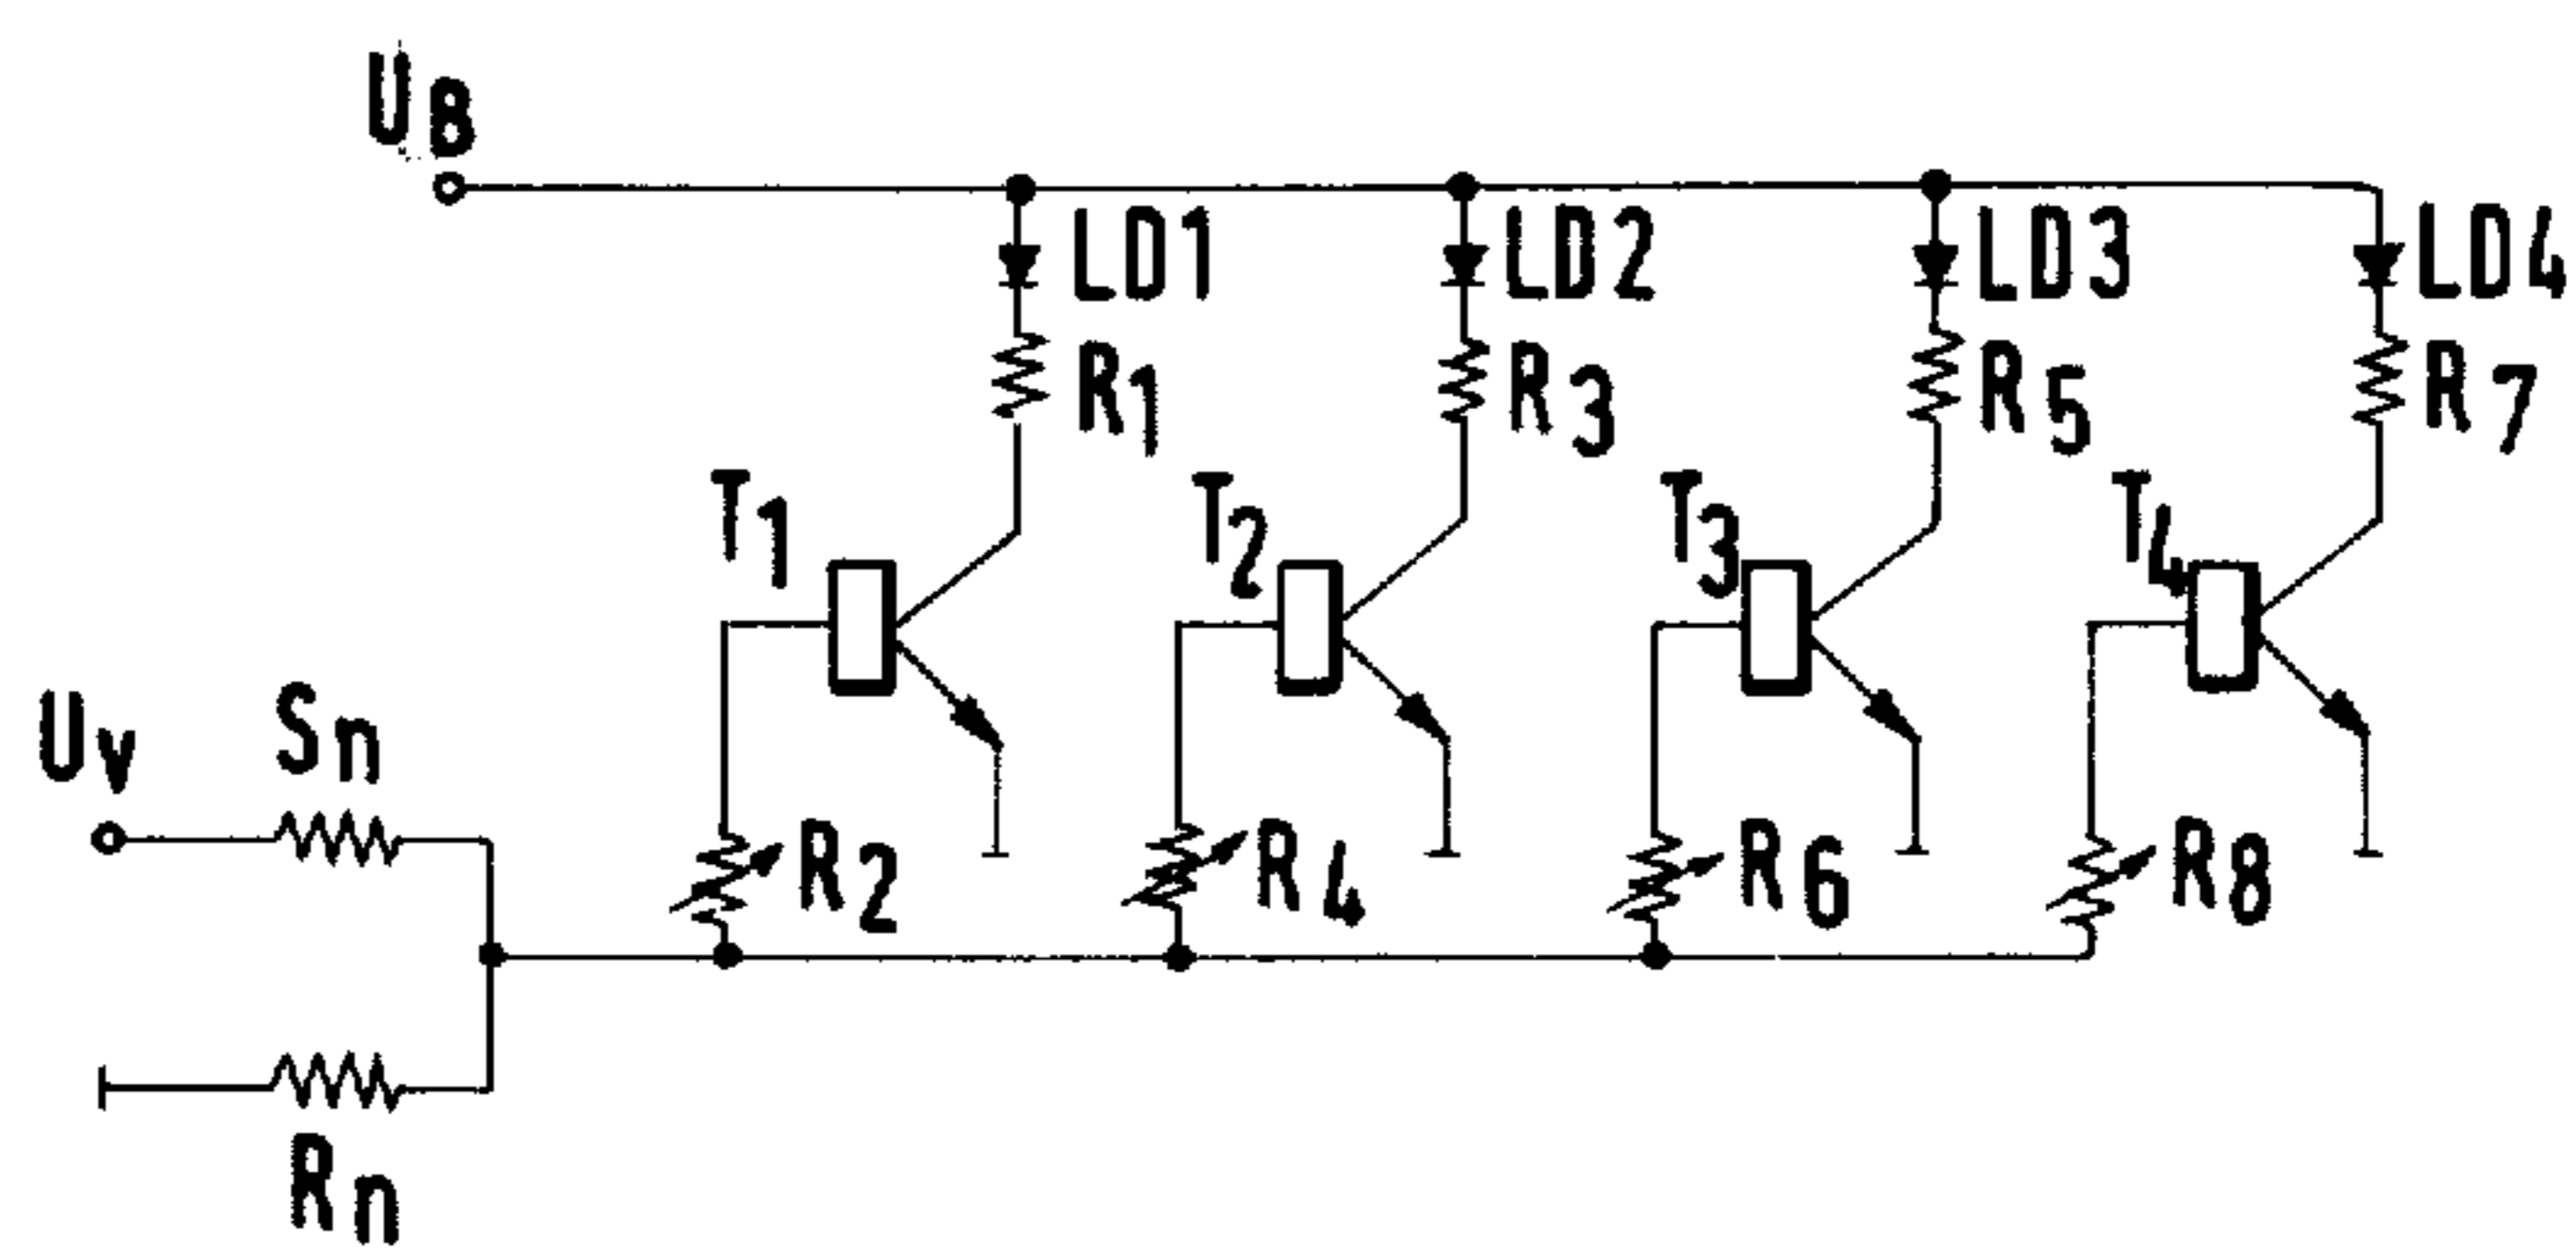 UB
LD1 LD2 LD3 LD4
R1 R3 R5 R7
T1 T2 T3 T4
Uv Sn
R2 R4 R6 R8
Rn